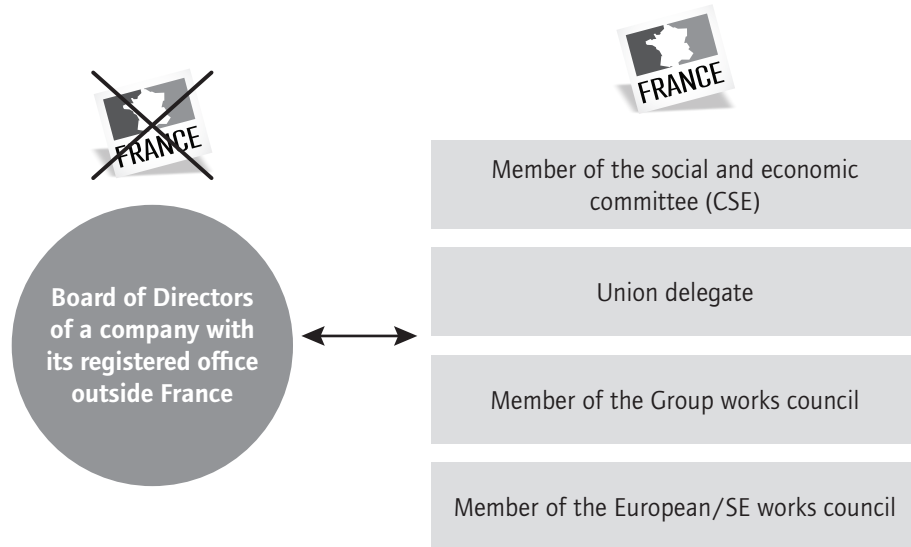 FRANCE
FRANCE
Board of Directors
of a company with
its registered office
outside France
Member of the social and economic
committee (CSE)
Union delegate
Member of the Group works council
Member of the European/SE works council